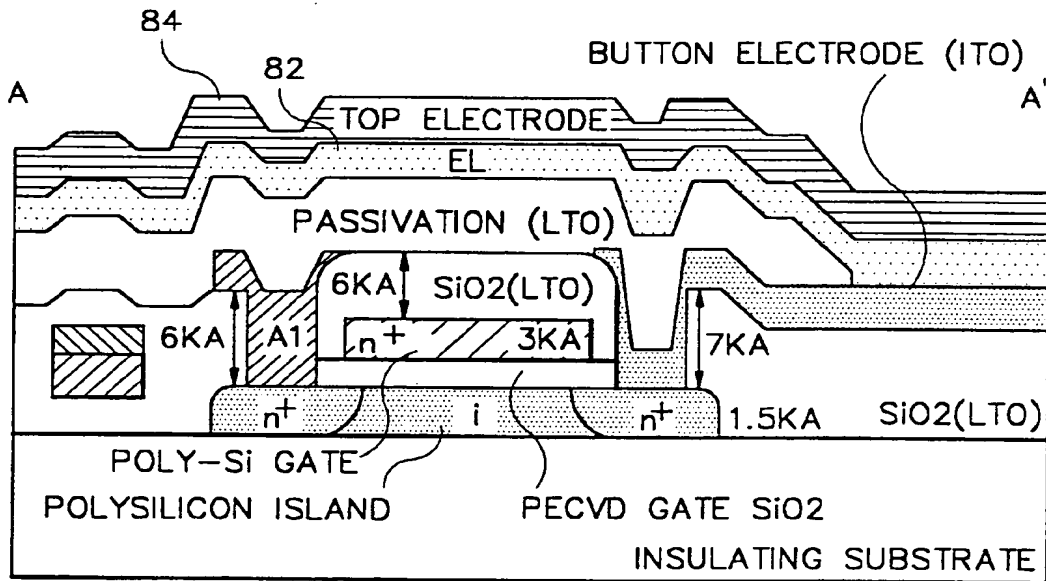 84
82
BUTTON ELECTRODE (ITO)
A
A'
TOP ELECTRODE
EL
PASSIVATION (LTO)
6KA
SiO2(LTO)
6KA
A1
n+
3KA1
7KA
n+
i
n+
1.5KA
SiO2(LTO)
POLY-Si GATE
POLYSILICON ISLAND
PECVD GATE SiO2
INSULATING SUBSTRATE